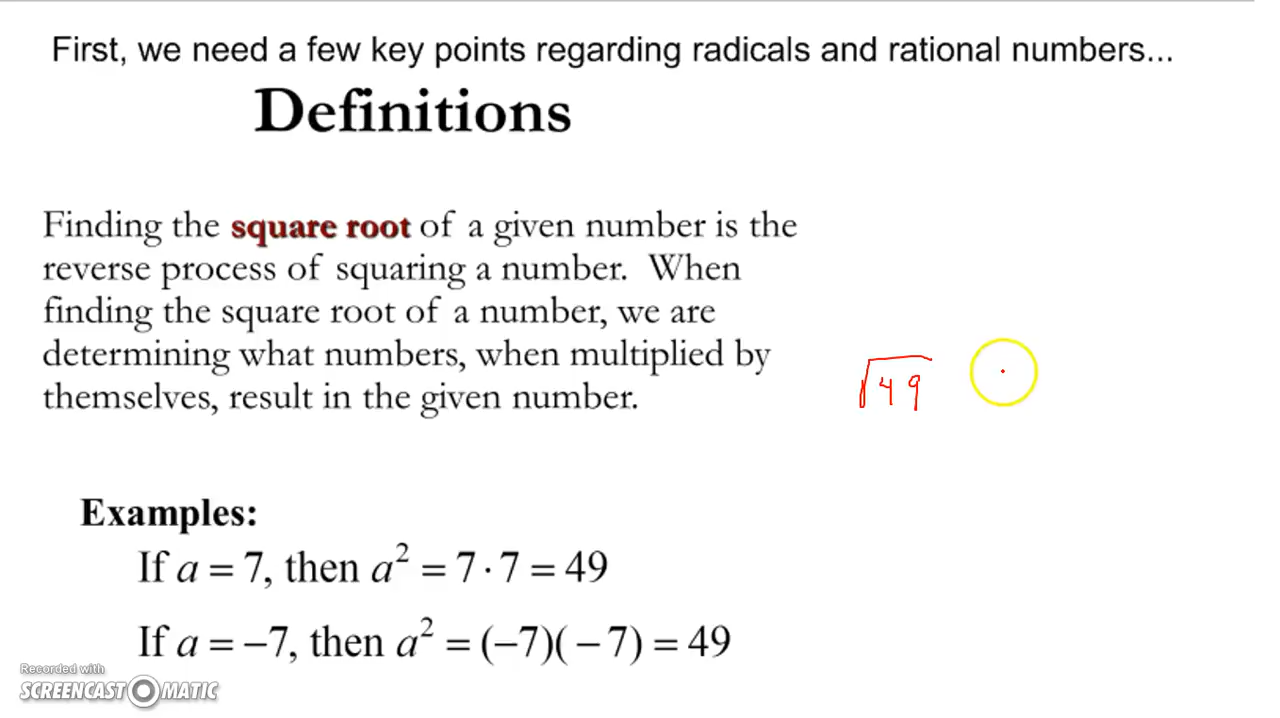 First, we need a few key points regarding radicals and rational numbers...
Definitions
Finding the square root of a given number is the
reverse process of squaring a number.  When
finding the square root of a number, we are
determining what numbers, when multiplied by
themselves, result in the given number.
√49
Examples:
If a = 7, then a² = 7 · 7 = 49
If a = −7, then a² = (−7)( − 7) = 49
Recorded with
SCREENCAST MATIC